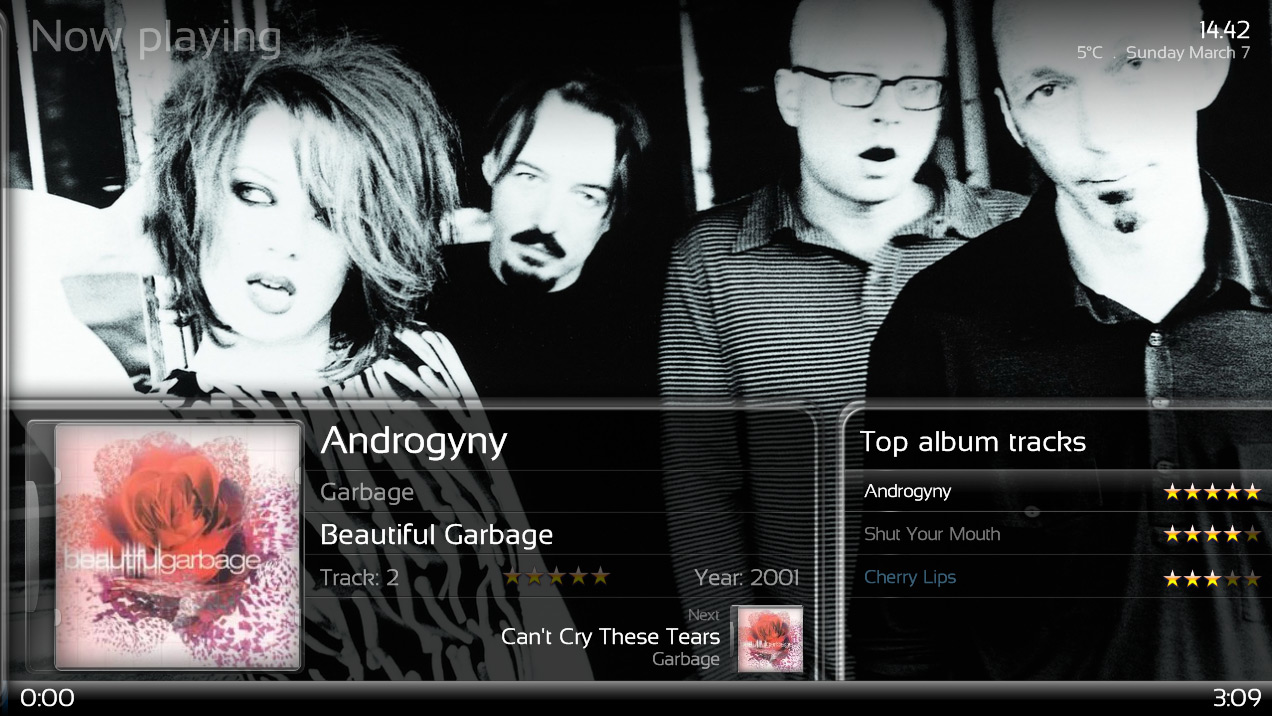 Now playing
14.42
5°C . Sunday March 7
beautifulgarbage
Androgyny
Garbage
Beautiful Garbage
Track: 2
Year: 2001
Next
Can't Cry These Tears
Garbage
beautifulgarbage
Top album tracks
Androgyny
Shut Your Mouth
Cherry Lips
0:00
3:09